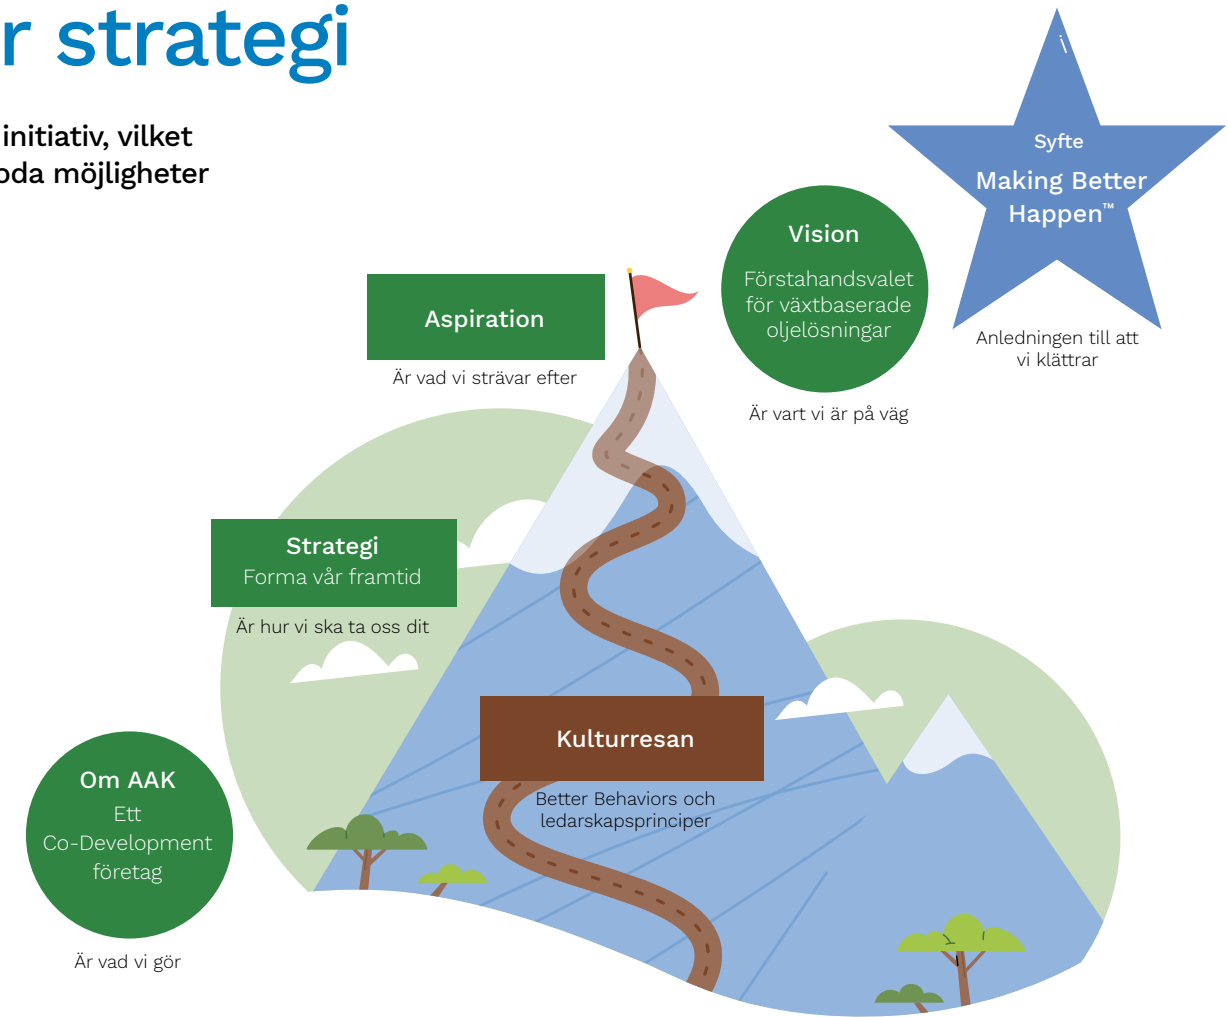 r strategi
initiativ, vilket
oda möjligheter
Syfte
Making Better
Happen™
Anledningen till att
vi klättrar
Vision
Förstahandsvalet
för växtbaserade
oljelösningar
Är vart vi är på väg
Aspiration
Är vad vi strävar efter
Strategi
Forma vår framtid
Är hur vi ska ta oss dit
Kulturresan
Better Behaviors och
ledarskapsprinciper
Om AAK
Ett
Co-Development
företag
Är vad vi gör